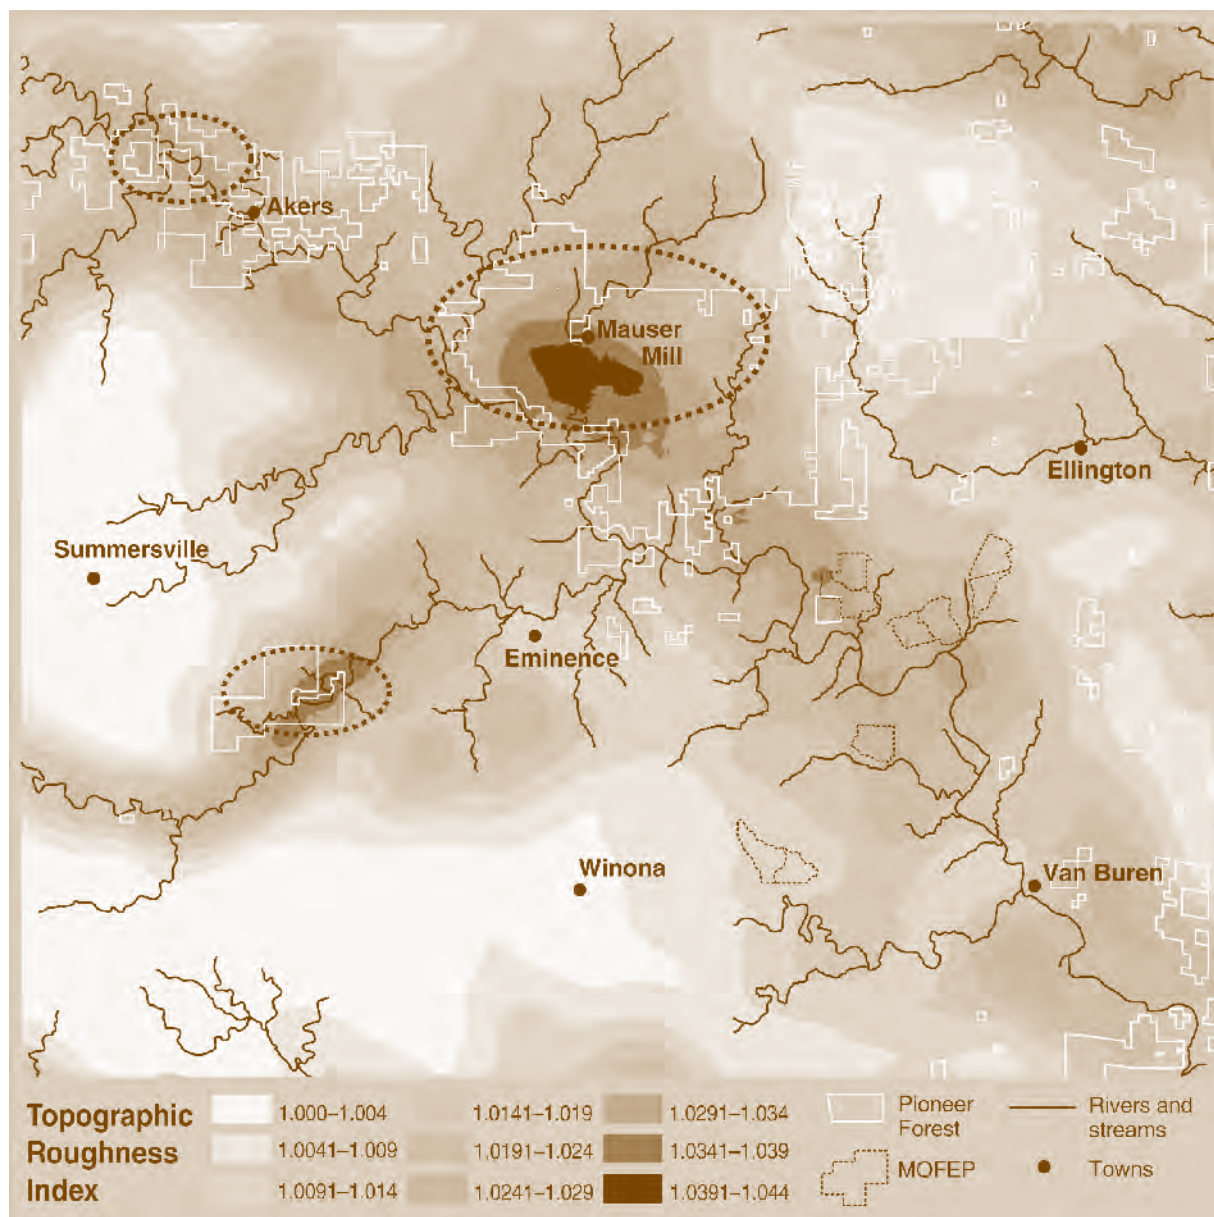 Akers
Mauser
Mill
Ellington
Summersville
Eminence
Winona
Van Buren
Topographic
Roughness
Index
1.000–1.004
1.0041–1.009
1.0091–1.014
1.0141–1.019
1.0191–1.024
1.0241–1.029
1.0291–1.034
1.0341–1.039
1.0391–1.044
Pioneer
Forest
MOFEP
Rivers and
streams
Towns